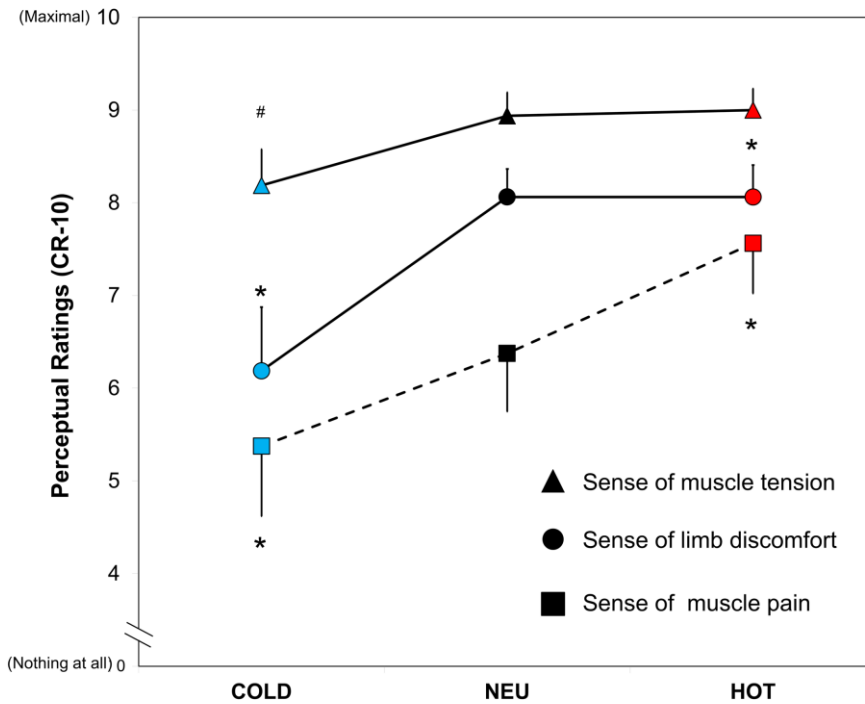 (Maximal) 10
9
8
7
6
5
4
(Nothing at all) 0
Perceptual Ratings (CR-10)
#
*
*
*
*
Sense of muscle tension
Sense of limb discomfort
Sense of muscle pain
COLD NEU HOT